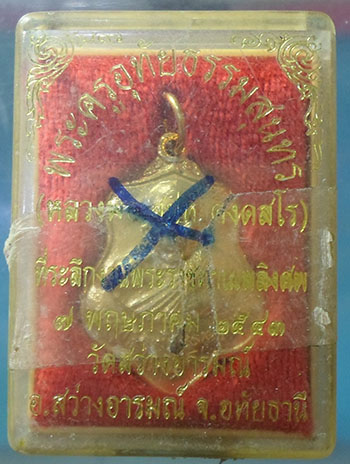 พระครูอุทัยธรรมสุนทร
(หลวง
ที่ระลึกงานพระราชทานเพลิงศพ
๗ พฤษภาคม ๒๕๔๓
วัดสว่างอารมณ์
อ.สว่างอารมณ์ จ.อุทัยธานี